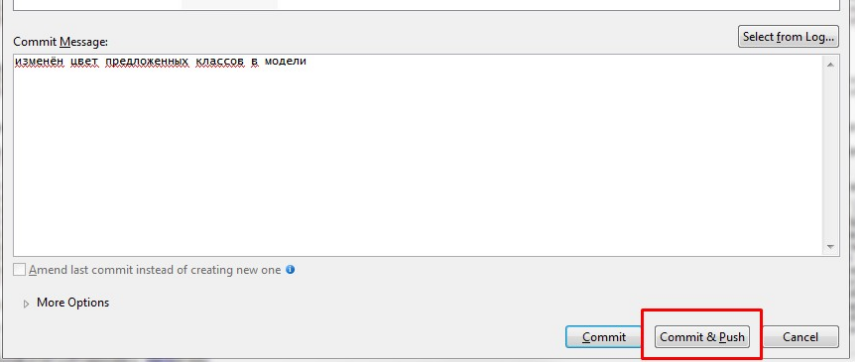 Select from Log...
Commit Message:
изменён цвет предложенных классов в модели
Amend last commit instead of creating new one
More Options
Commit
Commit & Push
Cancel